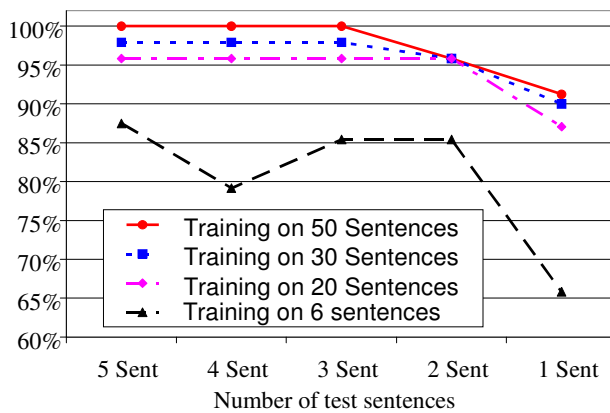 100%
95%
90%
85%
80%
75%
70%
65%
60%
Training on 50 Sentences
Training on 30 Sentences
Training on 20 Sentences
Training on 6 sentences
5 Sent 4 Sent 3 Sent 2 Sent 1 Sent
Number of test sentences